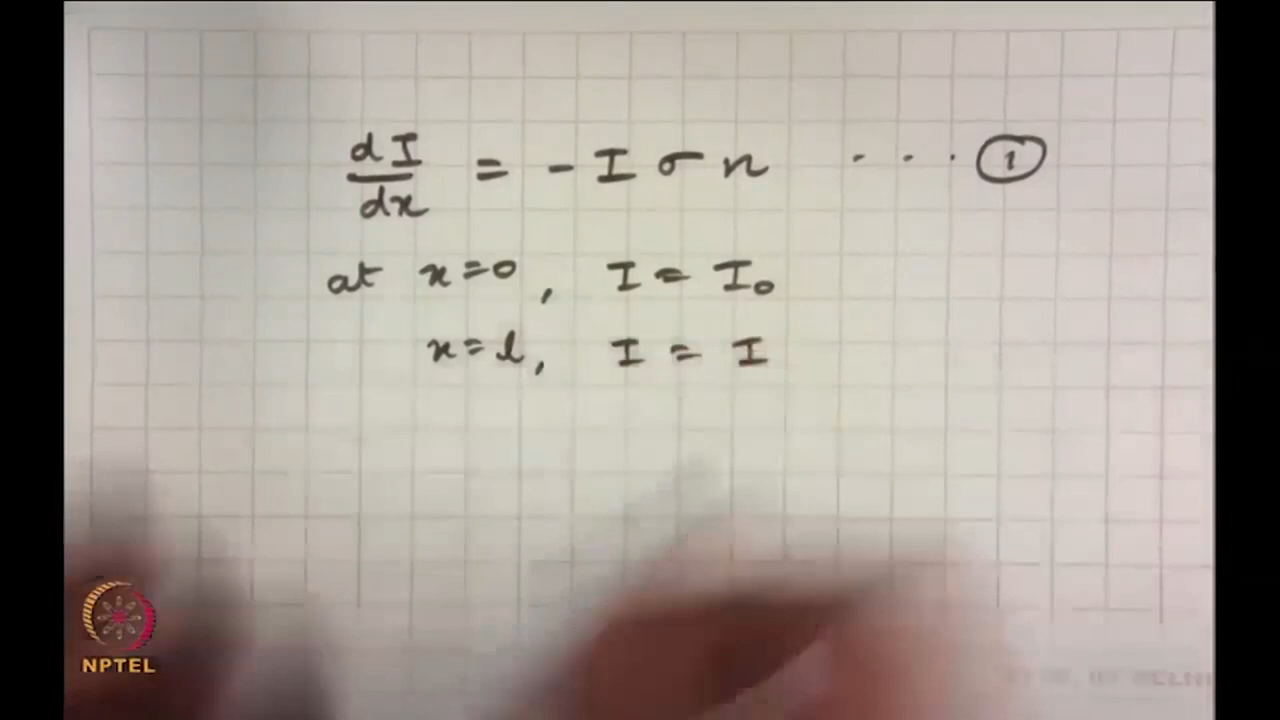 dI/dx = - I σ n . . . ①
at x=0, I = I₀
x=l, I = I
NPTEL